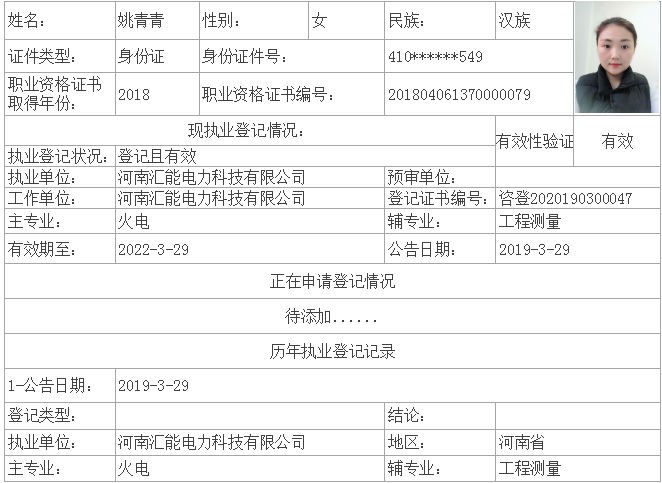 姓名： 姚青青 性别： 女 民族： 汉族
证件类型： 身份证 身份证件号： 410******549
职业资格证书
取得年份： 2018 职业资格证书编号： 201804061370000079
现执业登记情况： 有效性验证 有效
执业登记状况： 登记且有效
执业单位： 河南汇能电力科技有限公司 预审单位：
工作单位： 河南汇能电力科技有限公司 登记证书编号： 咨登2020190300047
主专业： 火电 辅专业： 工程测量
有效期至： 2022-3-29 公告日期： 2019-3-29
正在申请登记情况
待添加......
历年执业登记记录
1-公告日期： 2019-3-29
登记类型： 结论：
执业单位： 河南汇能电力科技有限公司 地区： 河南省
主专业： 火电 辅专业： 工程测量